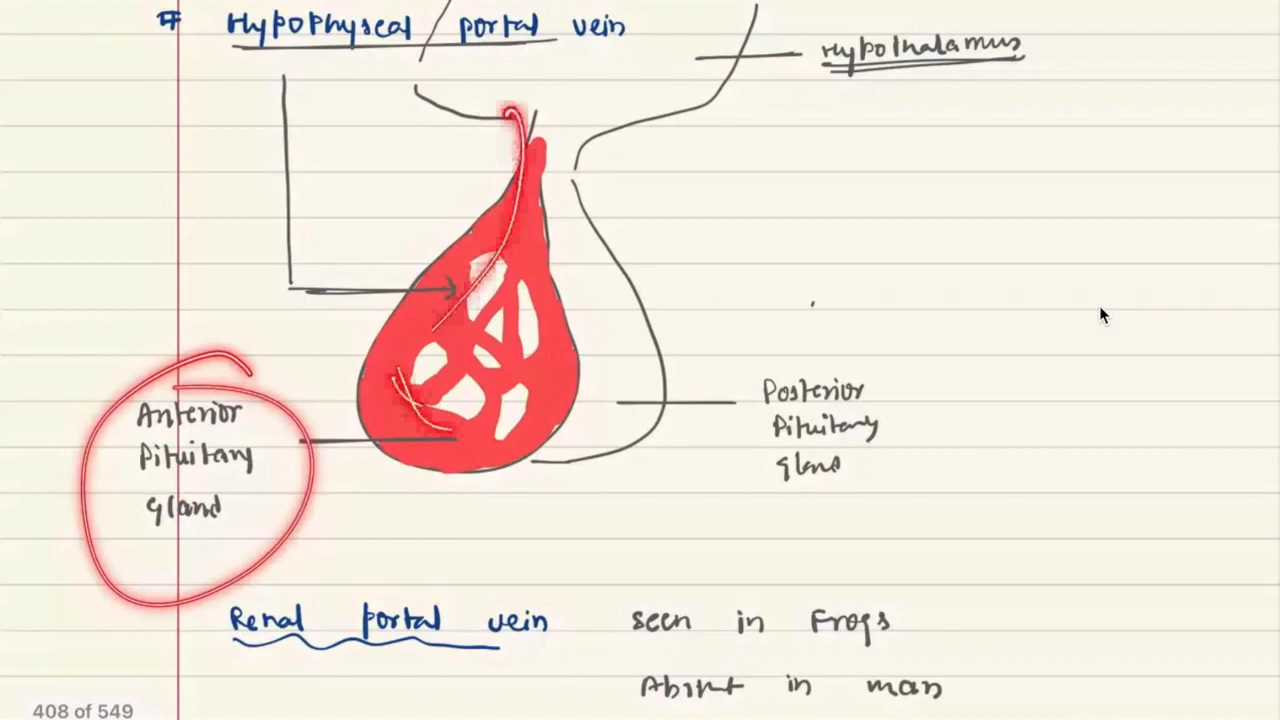 # Hypophyseal portal vein
Hypothalamus
Anterior
Pituitary
gland
Posterior
Pituitary
gland
Renal portal vein seen in Frogs
Absent in man
408 of 549